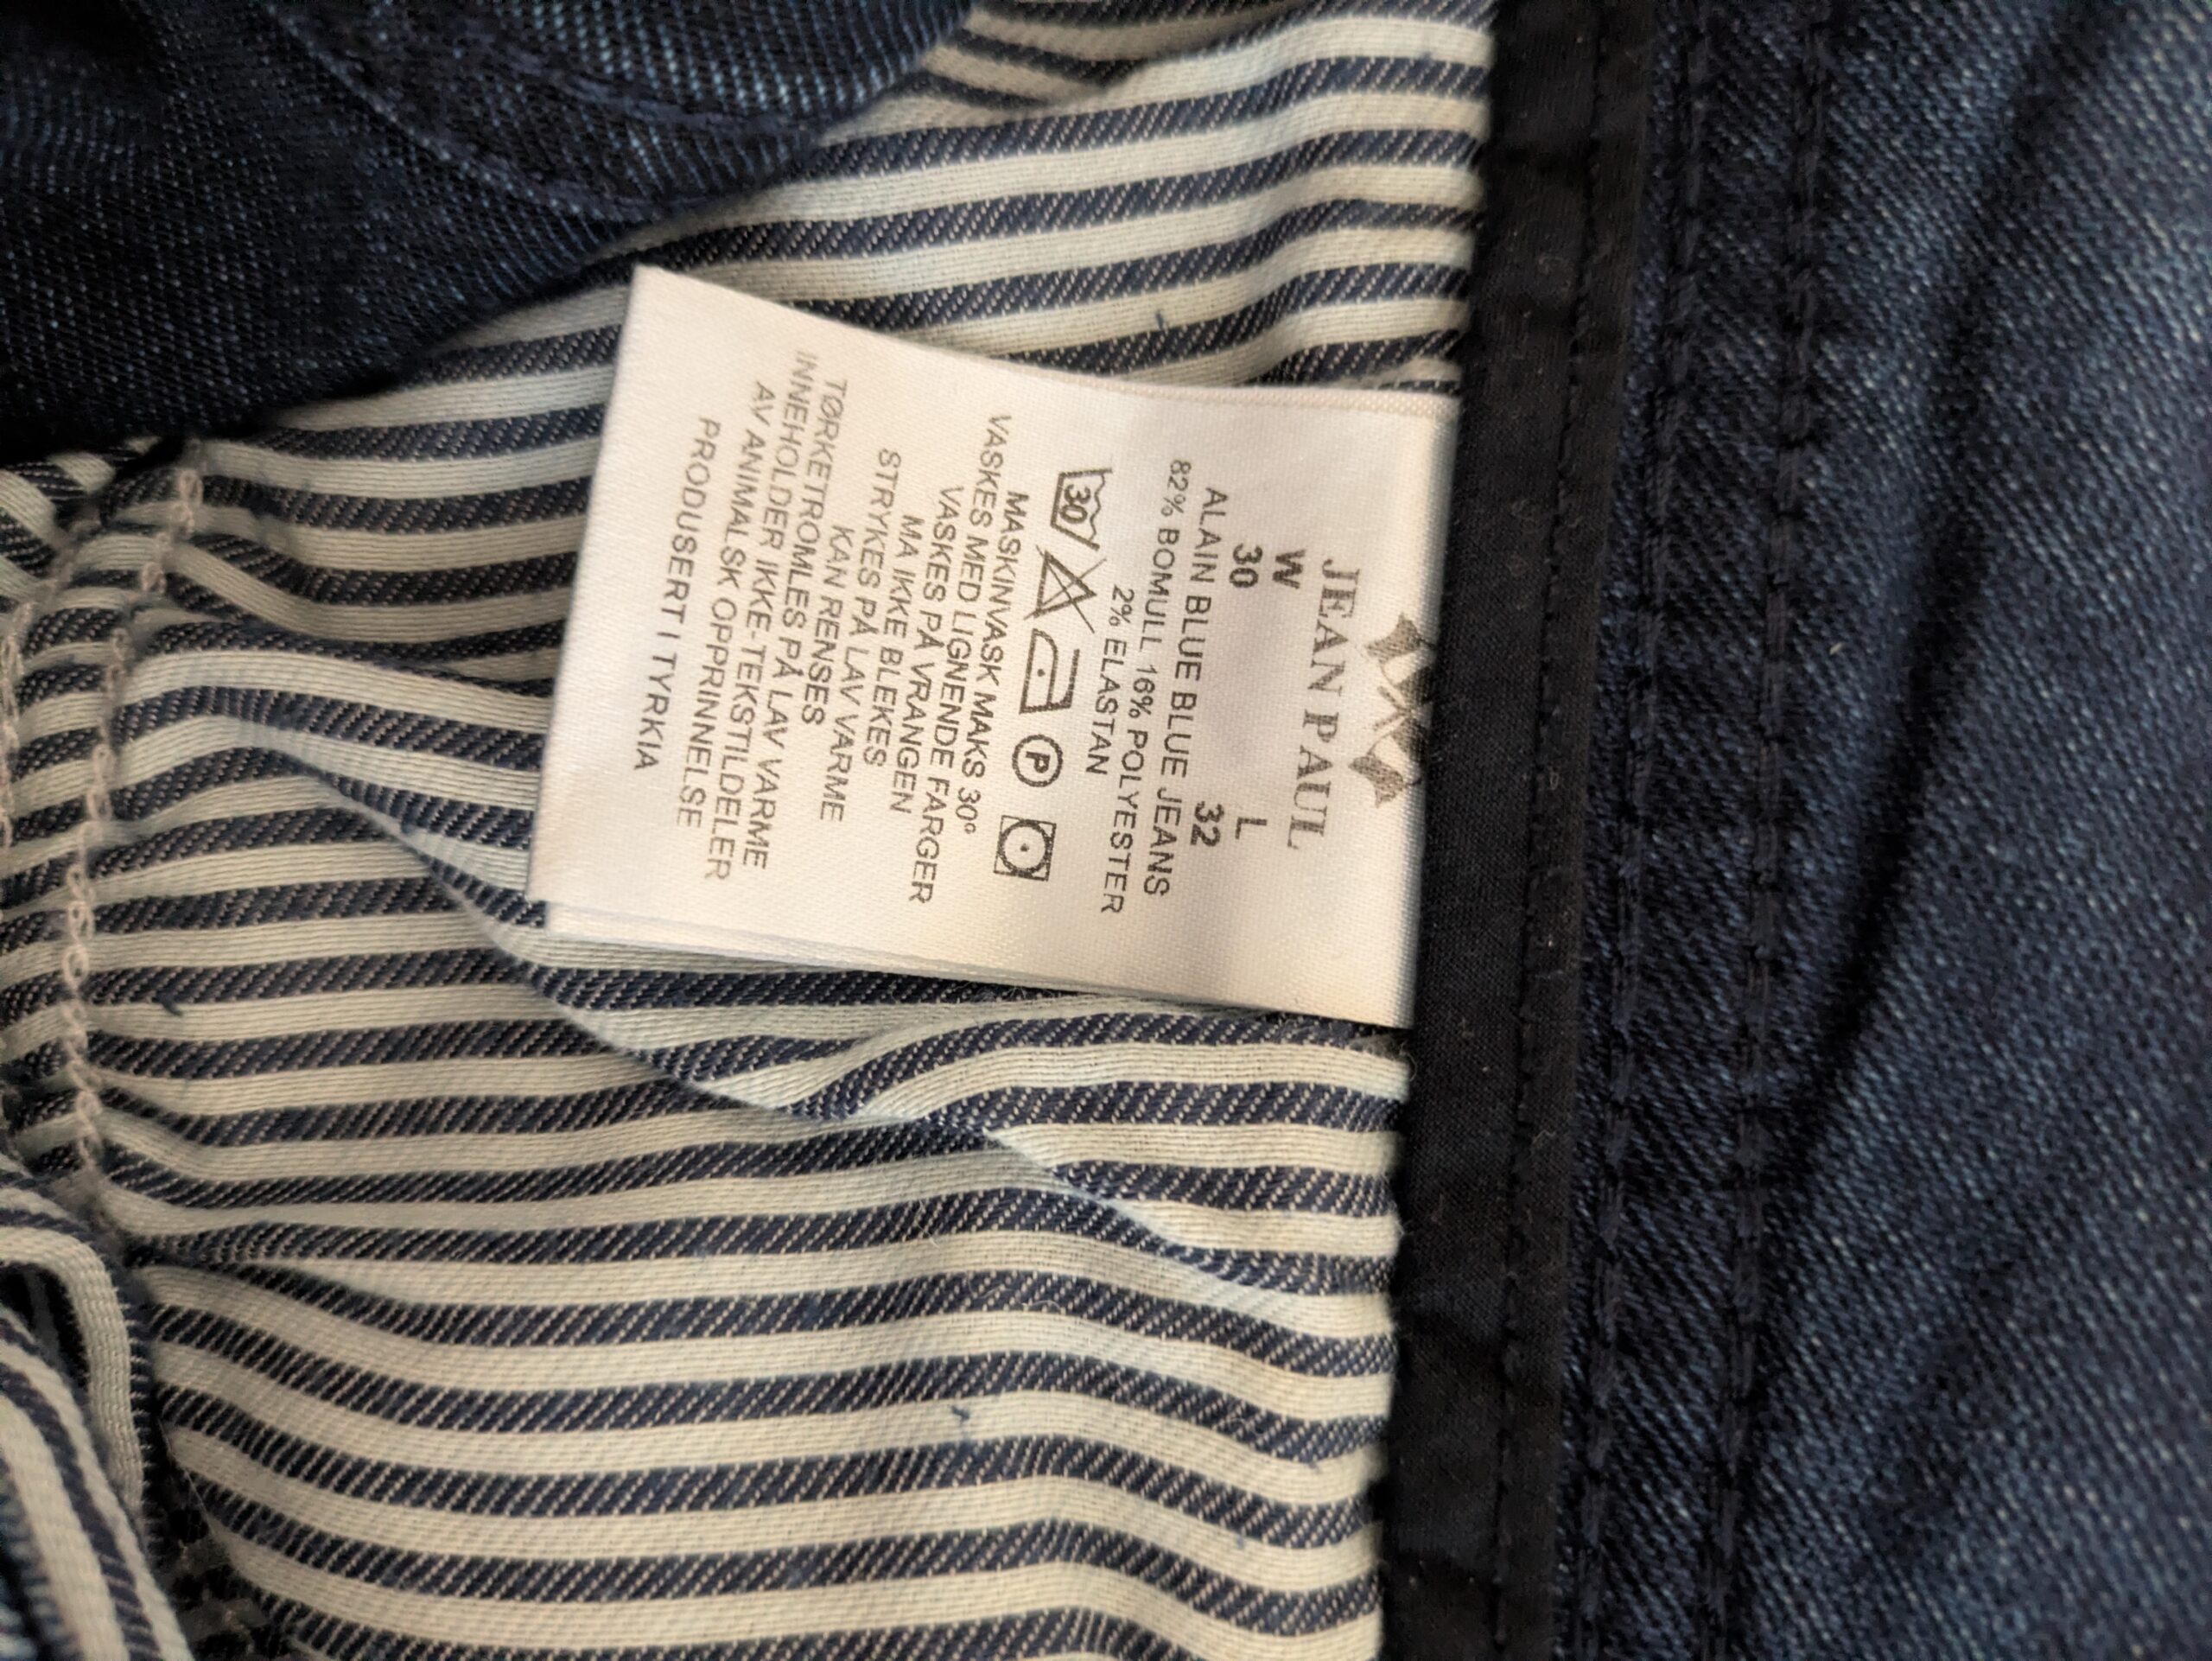 JEAN PAUL
W L
30 32
ALAIN BLUE BLUE JEANS
82% BOMULL 16% POLYESTER
2% ELASTAN
30 P
MASKINVASK MAKS 30°
VASKES MED LIGNENDE FARGER
VASKES PÅ VRANGEN
MA IKKE BLEKES
STRYKES PÅ LAV VARME
KAN RENSES
TØRKETROMLES PÅ LAV VARME
INNEHOLDER IKKE-TEKSTILDELER
AV ANIMALSK OPPRINNELSE
PRODUSERT I TYRKIA